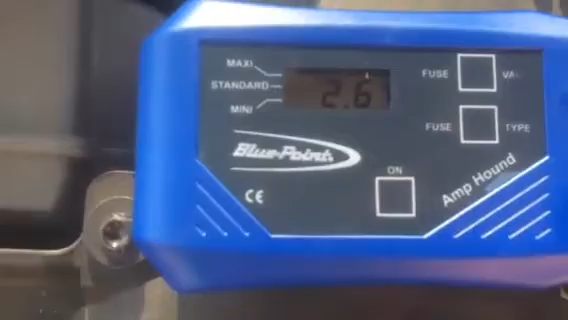 MAXI
STANDARD
MINI
2.6
FUSE
FUSE TYPE
Blue-Point
ON
Amp Hound
CE